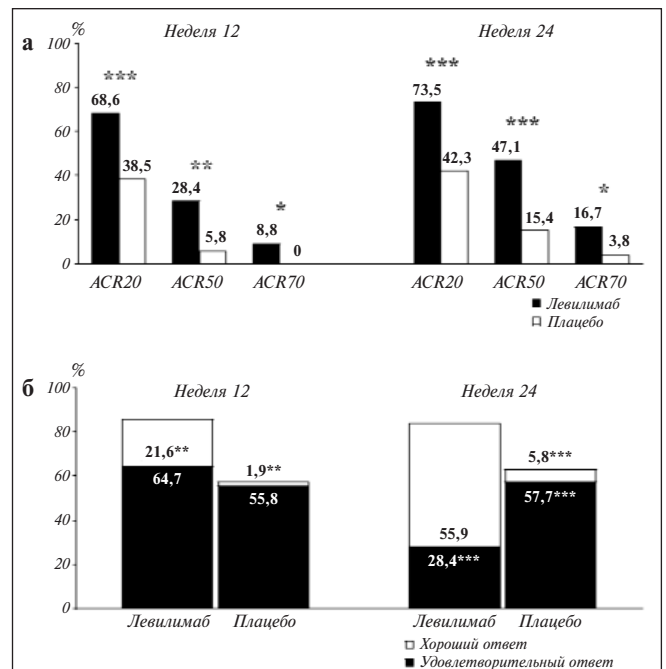 а
%
Неделя 12
Неделя 24
100
80
60
40
20
0
***
68,6
38,5
**
28,4
5,8
*
8,8
0
***
73,5
42,3
***
47,1
15,4
*
16,7
3,8
ACR20 ACR50 ACR70
ACR20 ACR50 ACR70
Левилимаб
Плацебо
б
%
Неделя 12
Неделя 24
100
80
60
40
20
0
21,6**
64,7
1,9**
55,8
55,9
28,4***
5,8***
57,7***
Левилимаб Плацебо
Левилимаб Плацебо
Хороший ответ
Удовлетворительный ответ